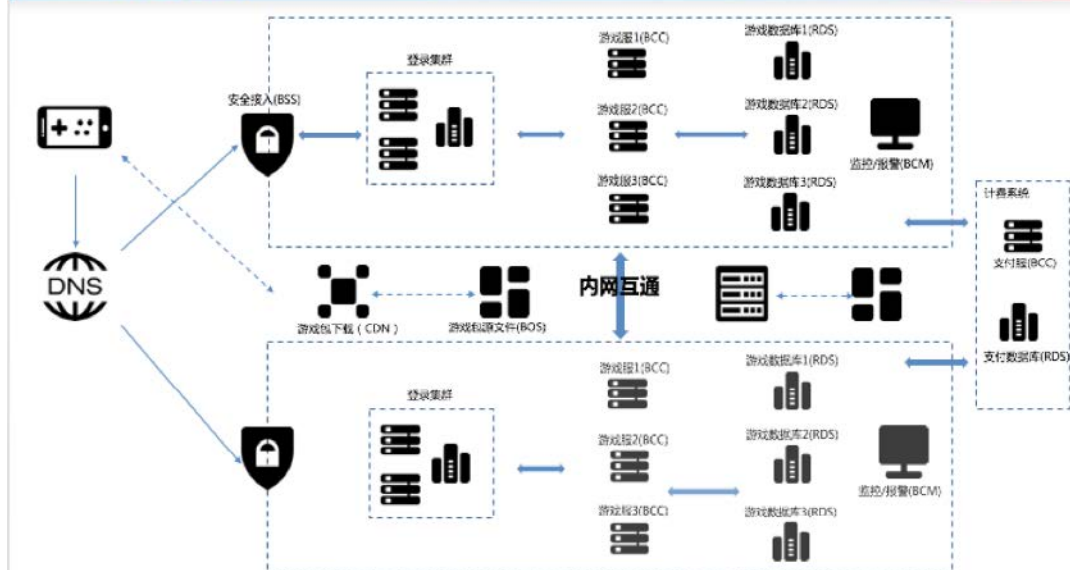 游戏服1(BCC)
游戏数据库1(RDS)
登录集群
安全接入(BSS)
游戏服2(BCC)
游戏数据库2(RDS)
监控/报警(BCM)
游戏服3(BCC)
游戏数据库3(RDS)
计费系统
支付服(BCC)
DNS
内网互通
游戏包下载（CDN）
游戏包源文件(BOS)
支付数据库(RDS)
游戏服1(BCC)
游戏数据库1(RDS)
登录集群
游戏服2(BCC)
游戏数据库2(RDS)
监控/报警(BCM)
游戏服3(BCC)
游戏数据库3(RDS)